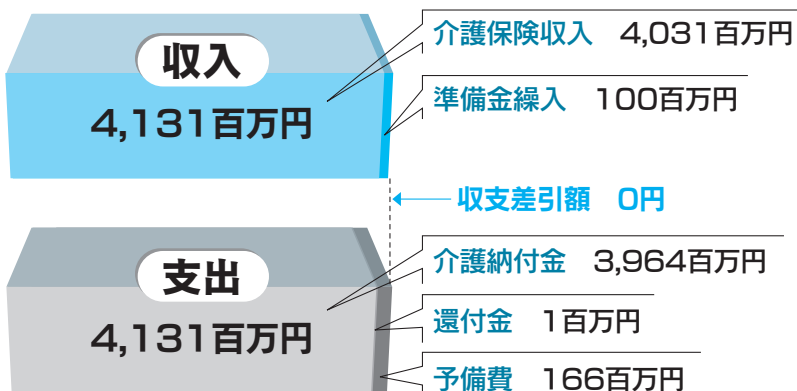 収入
4,131百万円
介護保険収入 4,031百万円
準備金繰入 100百万円
収支差引額 0円
支出
4,131百万円
介護納付金 3,964百万円
還付金 1百万円
予備費 166百万円